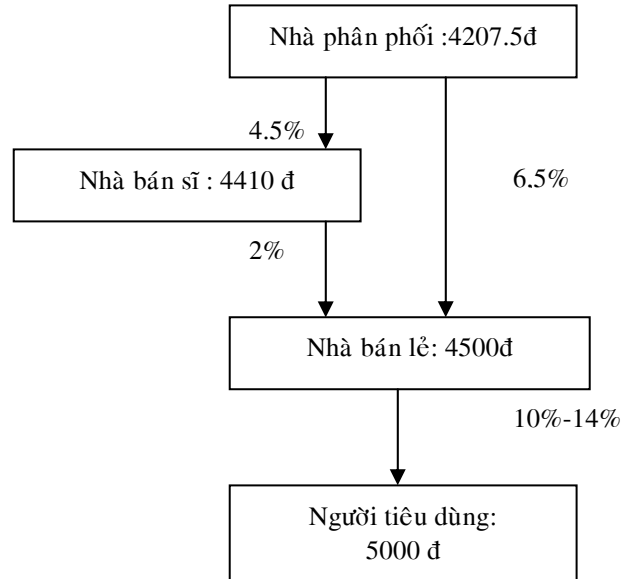 Nhà phân phối :4207.5đ
4.5%
Nhà bán sĩ : 4410 đ
6.5%
2%
Nhà bán lẻ: 4500đ
10%-14%
Người tiêu dùng:
5000 đ